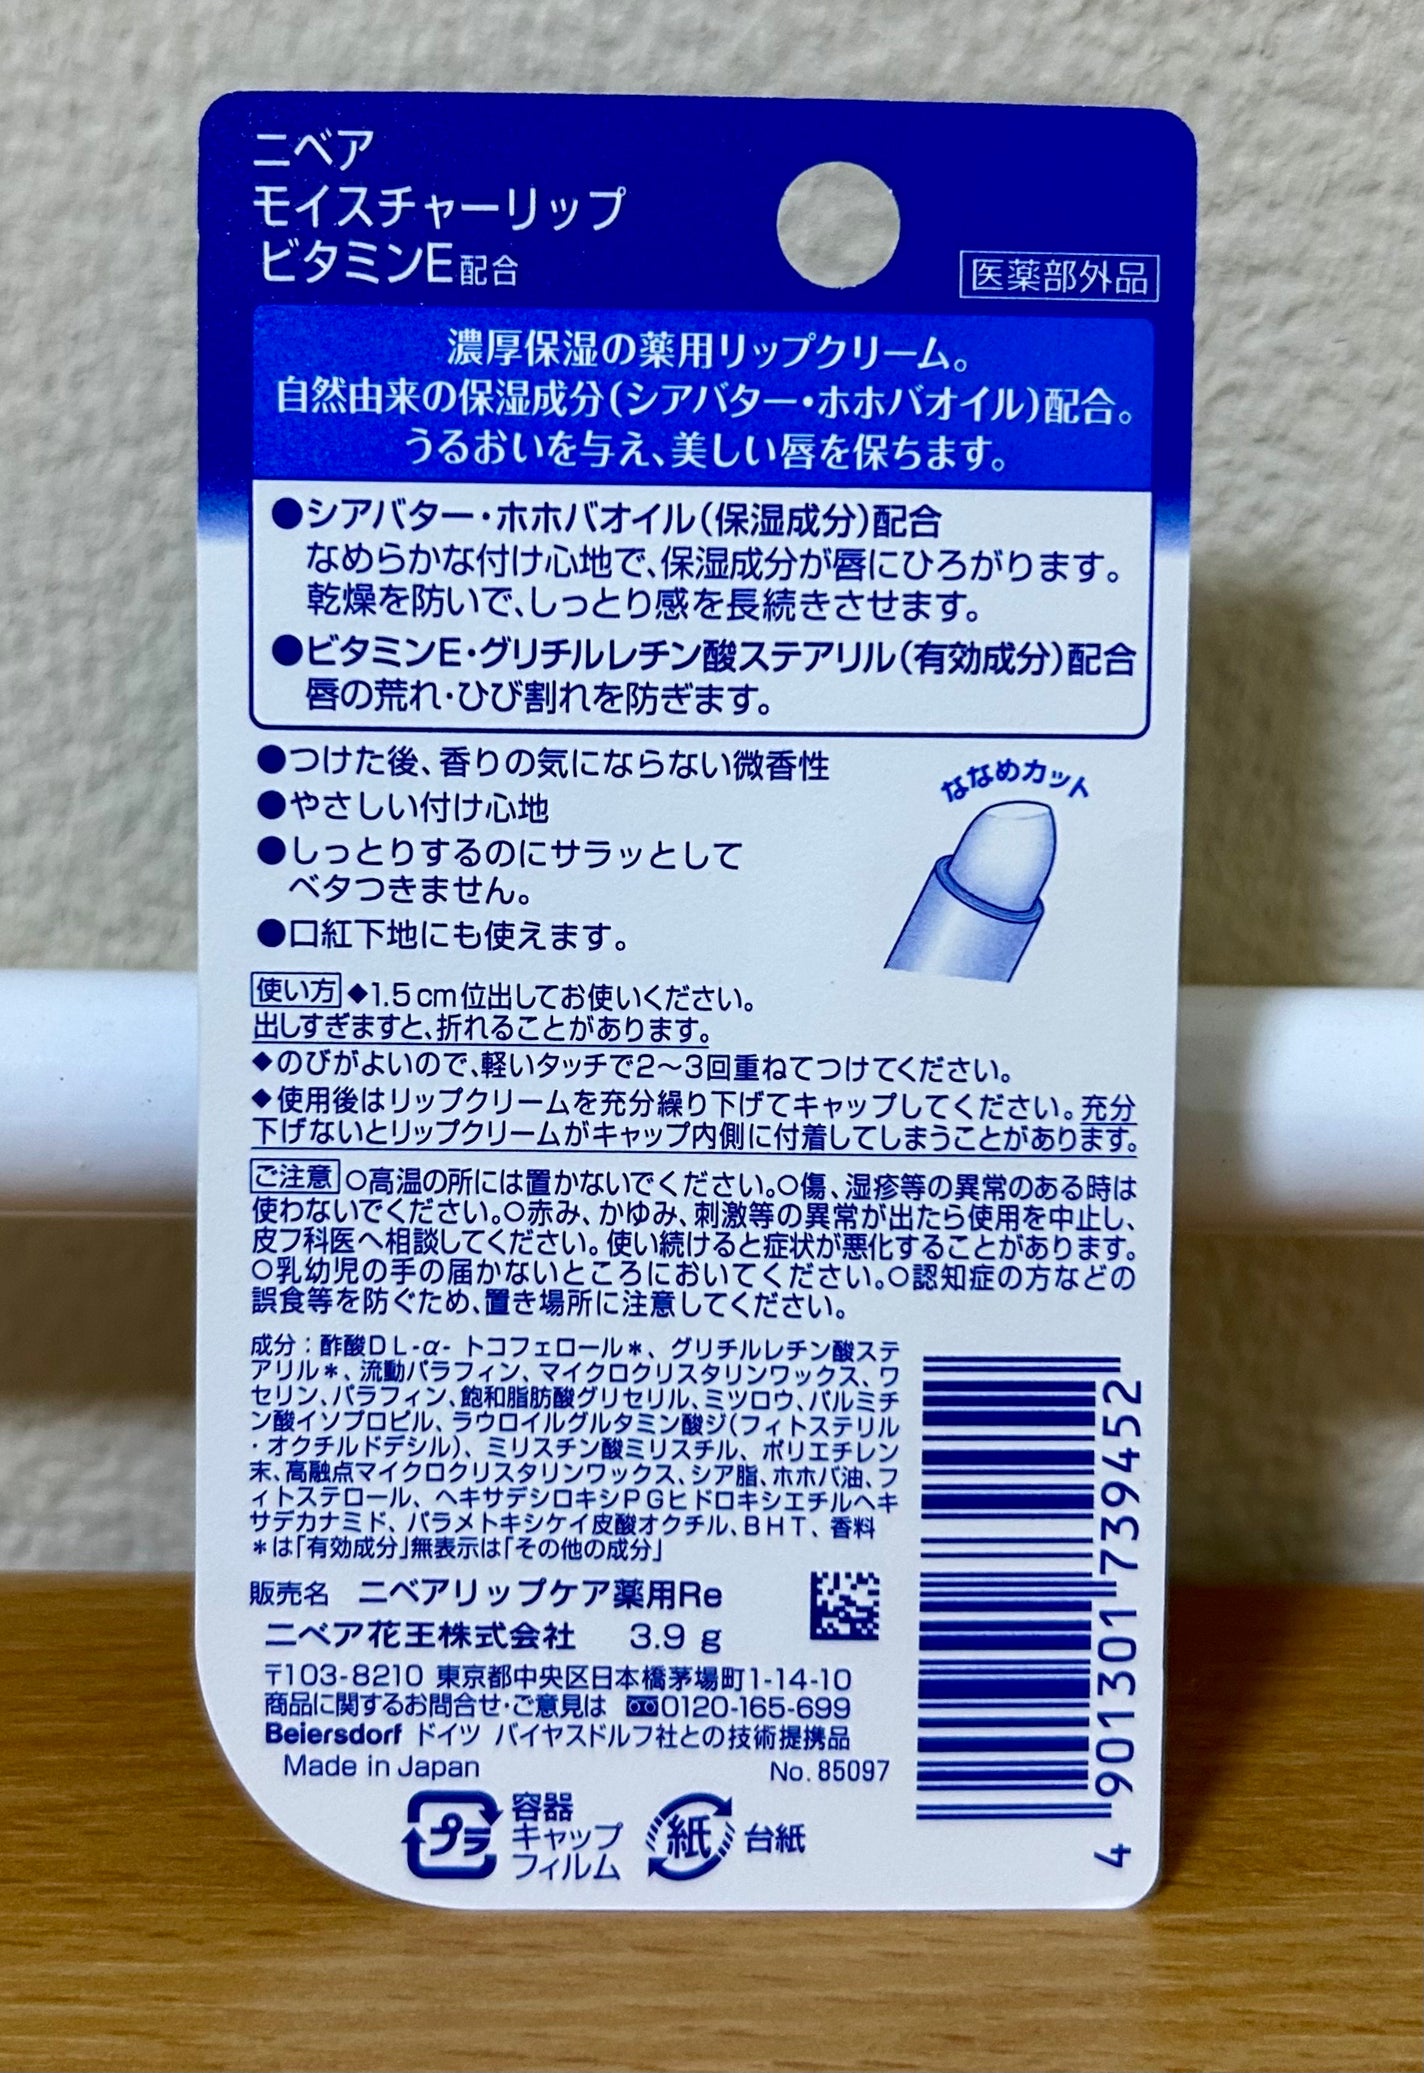 ニベア
モイスチャーリップ
ビタミンE配合
医薬部外品
濃厚保湿の薬用リップクリーム。
自然由来の保湿成分(シアバター・ホホバオイル)配合。
うるおいを与え、美しい唇を保ちます。
●シアバター・ホホバオイル(保湿成分)配合
なめらかな付け心地で、保湿成分が唇にひろがります。
乾燥を防いで、しっとり感を長続きさせます。
●ビタミンE・グリチルレチン酸ステアリル(有効成分)配合
唇の荒れ・ひび割れを防ぎます。
●つけた後、香りの気にならない微香性
●やさしい付け心地
●しっとりするのにサラッとして
ベタつきません。
●口紅下地にも使えます。
ななめカット
使い方 ◆1.5cm位出してお使いください。
出しすぎますと、折れることがあります。
◆のびがよいので、軽いタッチで2〜3回重ねてつけてください。
◆使用後はリップクリームを充分繰り下げてキャップしてください。充分
下げないとリップクリームがキャップ内側に付着してしまうことがあります。
ご注意 ○高温の所には置かないでください。○傷、湿疹等の異常のある時は
使わないでください。○赤み、かゆみ、刺激等の異常が出たら使用を中止し、
皮フ科医へ相談してください。使い続けると症状が悪化することがあります。
○乳幼児の手の届かないところにおいてください。○認知症の方などの
誤食等を防ぐため、置き場所に注意してください。
成分：酢酸DL-α-トコフェロール＊、グリチルレチン酸ステ
アリル＊、流動パラフィン、マイクロクリスタリンワックス、ワ
セリン、パラフィン、飽和脂肪酸グリセリル、ミツロウ、パルミチ
ン酸イソプロピル、ラウロイルグルタミン酸ジ(フィトステリル
・オクチルドデシル)、ミリスチン酸ミリスチル、ポリエチレン
末、高融点マイクロクリスタリンワックス、シア脂、ホホバ油、フ
ィトステロール、ヘキサデシロキシPGヒドロキシエチルヘキ
サデカナミド、パラメトキシケイ皮酸オクチル、BHT、香料
＊は「有効成分」無表示は「その他の成分」
販売名 ニベアリップケア薬用Re
ニベア花王株式会社 3.9 g
〒103-8210 東京都中央区日本橋茅場町1-14-10
商品に関するお問合せ・ご意見は 0120-165-699
Beiersdorf ドイツ バイヤスドルフ社との技術提携品
Made in Japan No. 85097
プラ 容器
キャップ
フィルム
紙 台紙
4 901301 739452